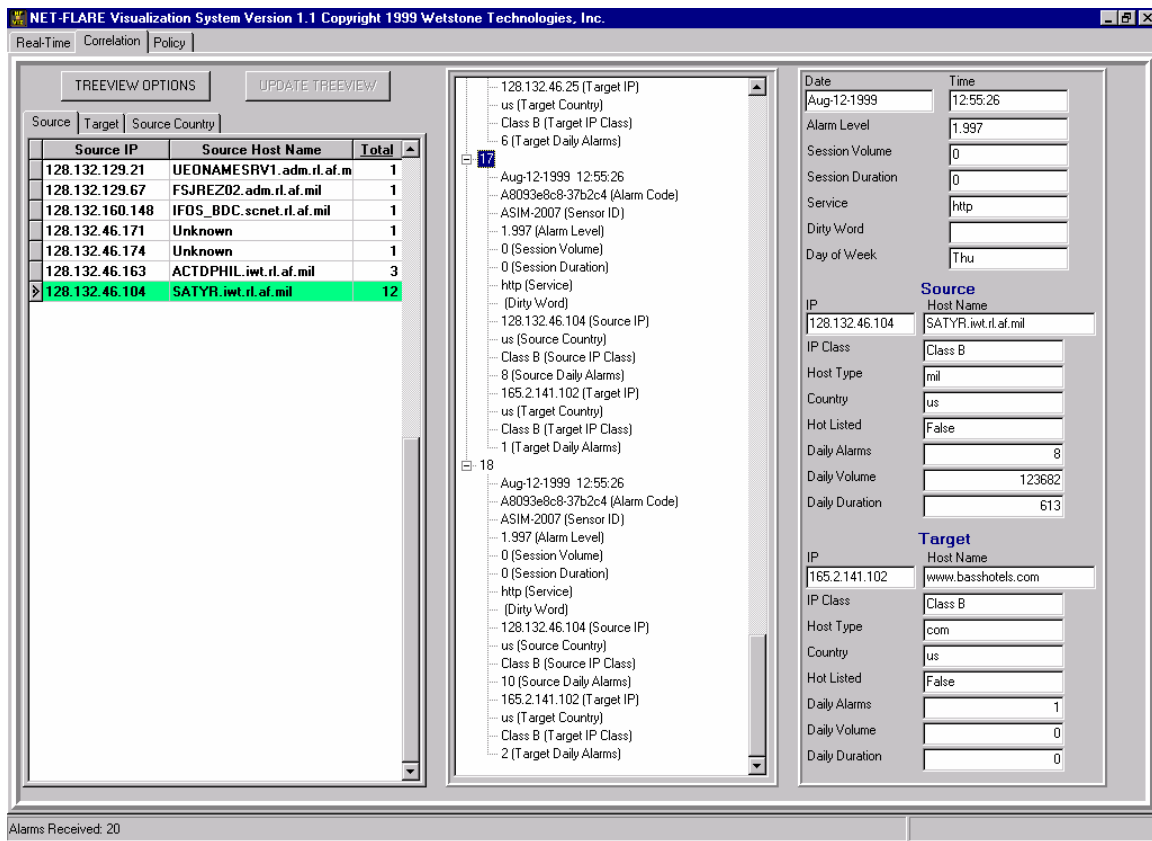 NET-FLARE Visualization System Version 1.1 Copyright 1999 Wetstone Technologies, Inc.
Real-Time Correlation Policy
TREEVIEW OPTIONS UPDATE TREEVIEW
Source Target Source Country
Source IP Source Host Name Total
128.132.129.21 UEONAMESRV1.adm.rl.af.m 1
128.132.129.67 FSJREZ02.adm.rl.af.mil 1
128.132.160.148 IFOS_BDC.scnet.rl.af.mil 1
128.132.46.171 Unknown 1
128.132.46.174 Unknown 1
128.132.46.163 ACTDPHIL.iwt.rl.af.mil 3
128.132.46.104 SATYR.iwt.rl.af.mil 12
128.132.46.25 (Target IP)
us (Target Country)
Class B (Target IP Class)
6 (Target Daily Alarms)
17
Aug-12-1999 12:55:26
A8093e8c8-37b2c4 (Alarm Code)
ASIM-2007 (Sensor ID)
1.997 (Alarm Level)
0 (Session Volume)
0 (Session Duration)
http (Service)
(Dirty Word)
128.132.46.104 (Source IP)
us (Source Country)
Class B (Source IP Class)
8 (Source Daily Alarms)
165.2.141.102 (Target IP)
us (Target Country)
Class B (Target IP Class)
1 (Target Daily Alarms)
18
Aug-12-1999 12:55:26
A8093e8c8-37b2c4 (Alarm Code)
ASIM-2007 (Sensor ID)
1.997 (Alarm Level)
0 (Session Volume)
0 (Session Duration)
http (Service)
(Dirty Word)
128.132.46.104 (Source IP)
us (Source Country)
Class B (Source IP Class)
10 (Source Daily Alarms)
165.2.141.102 (Target IP)
us (Target Country)
Class B (Target IP Class)
2 (Target Daily Alarms)
Date Time
Aug-12-1999 12:55:26
Alarm Level 1.997
Session Volume 0
Session Duration 0
Service http
Dirty Word
Day of Week Thu
Source
IP Host Name
128.132.46.104 SATYR.iwt.rl.af.mil
IP Class Class B
Host Type mil
Country us
Hot Listed False
Daily Alarms 8
Daily Volume 123682
Daily Duration 613
Target
IP Host Name
165.2.141.102 www.basshotels.com
IP Class Class B
Host Type com
Country us
Hot Listed False
Daily Alarms 1
Daily Volume 0
Daily Duration 0
Alarms Received: 20